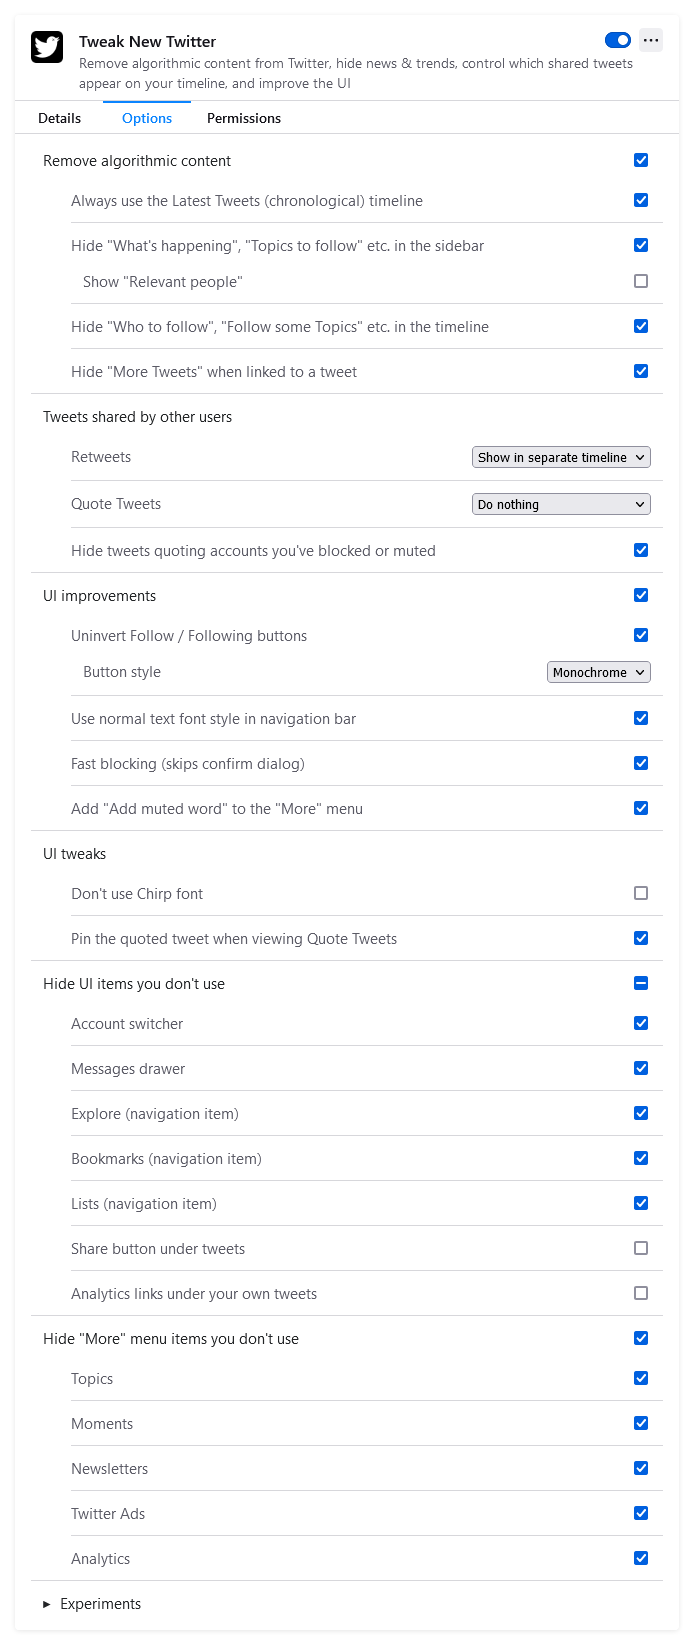 Tweak New Twitter
Remove algorithmic content from Twitter, hide news & trends, control which shared tweets
appear on your timeline, and improve the UI
Details Options Permissions
Remove algorithmic content
Always use the Latest Tweets (chronological) timeline
Hide "What's happening", "Topics to follow" etc. in the sidebar
Show "Relevant people"
Hide "Who to follow", "Follow some Topics" etc. in the timeline
Hide "More Tweets" when linked to a tweet
Tweets shared by other users
Retweets Show in separate timeline
Quote Tweets Do nothing
Hide tweets quoting accounts you've blocked or muted
UI improvements
Uninvert Follow / Following buttons
Button style Monochrome
Use normal text font style in navigation bar
Fast blocking (skips confirm dialog)
Add "Add muted word" to the "More" menu
UI tweaks
Don't use Chirp font
Pin the quoted tweet when viewing Quote Tweets
Hide UI items you don't use
Account switcher
Messages drawer
Explore (navigation item)
Bookmarks (navigation item)
Lists (navigation item)
Share button under tweets
Analytics links under your own tweets
Hide "More" menu items you don't use
Topics
Moments
Newsletters
Twitter Ads
Analytics
Experiments